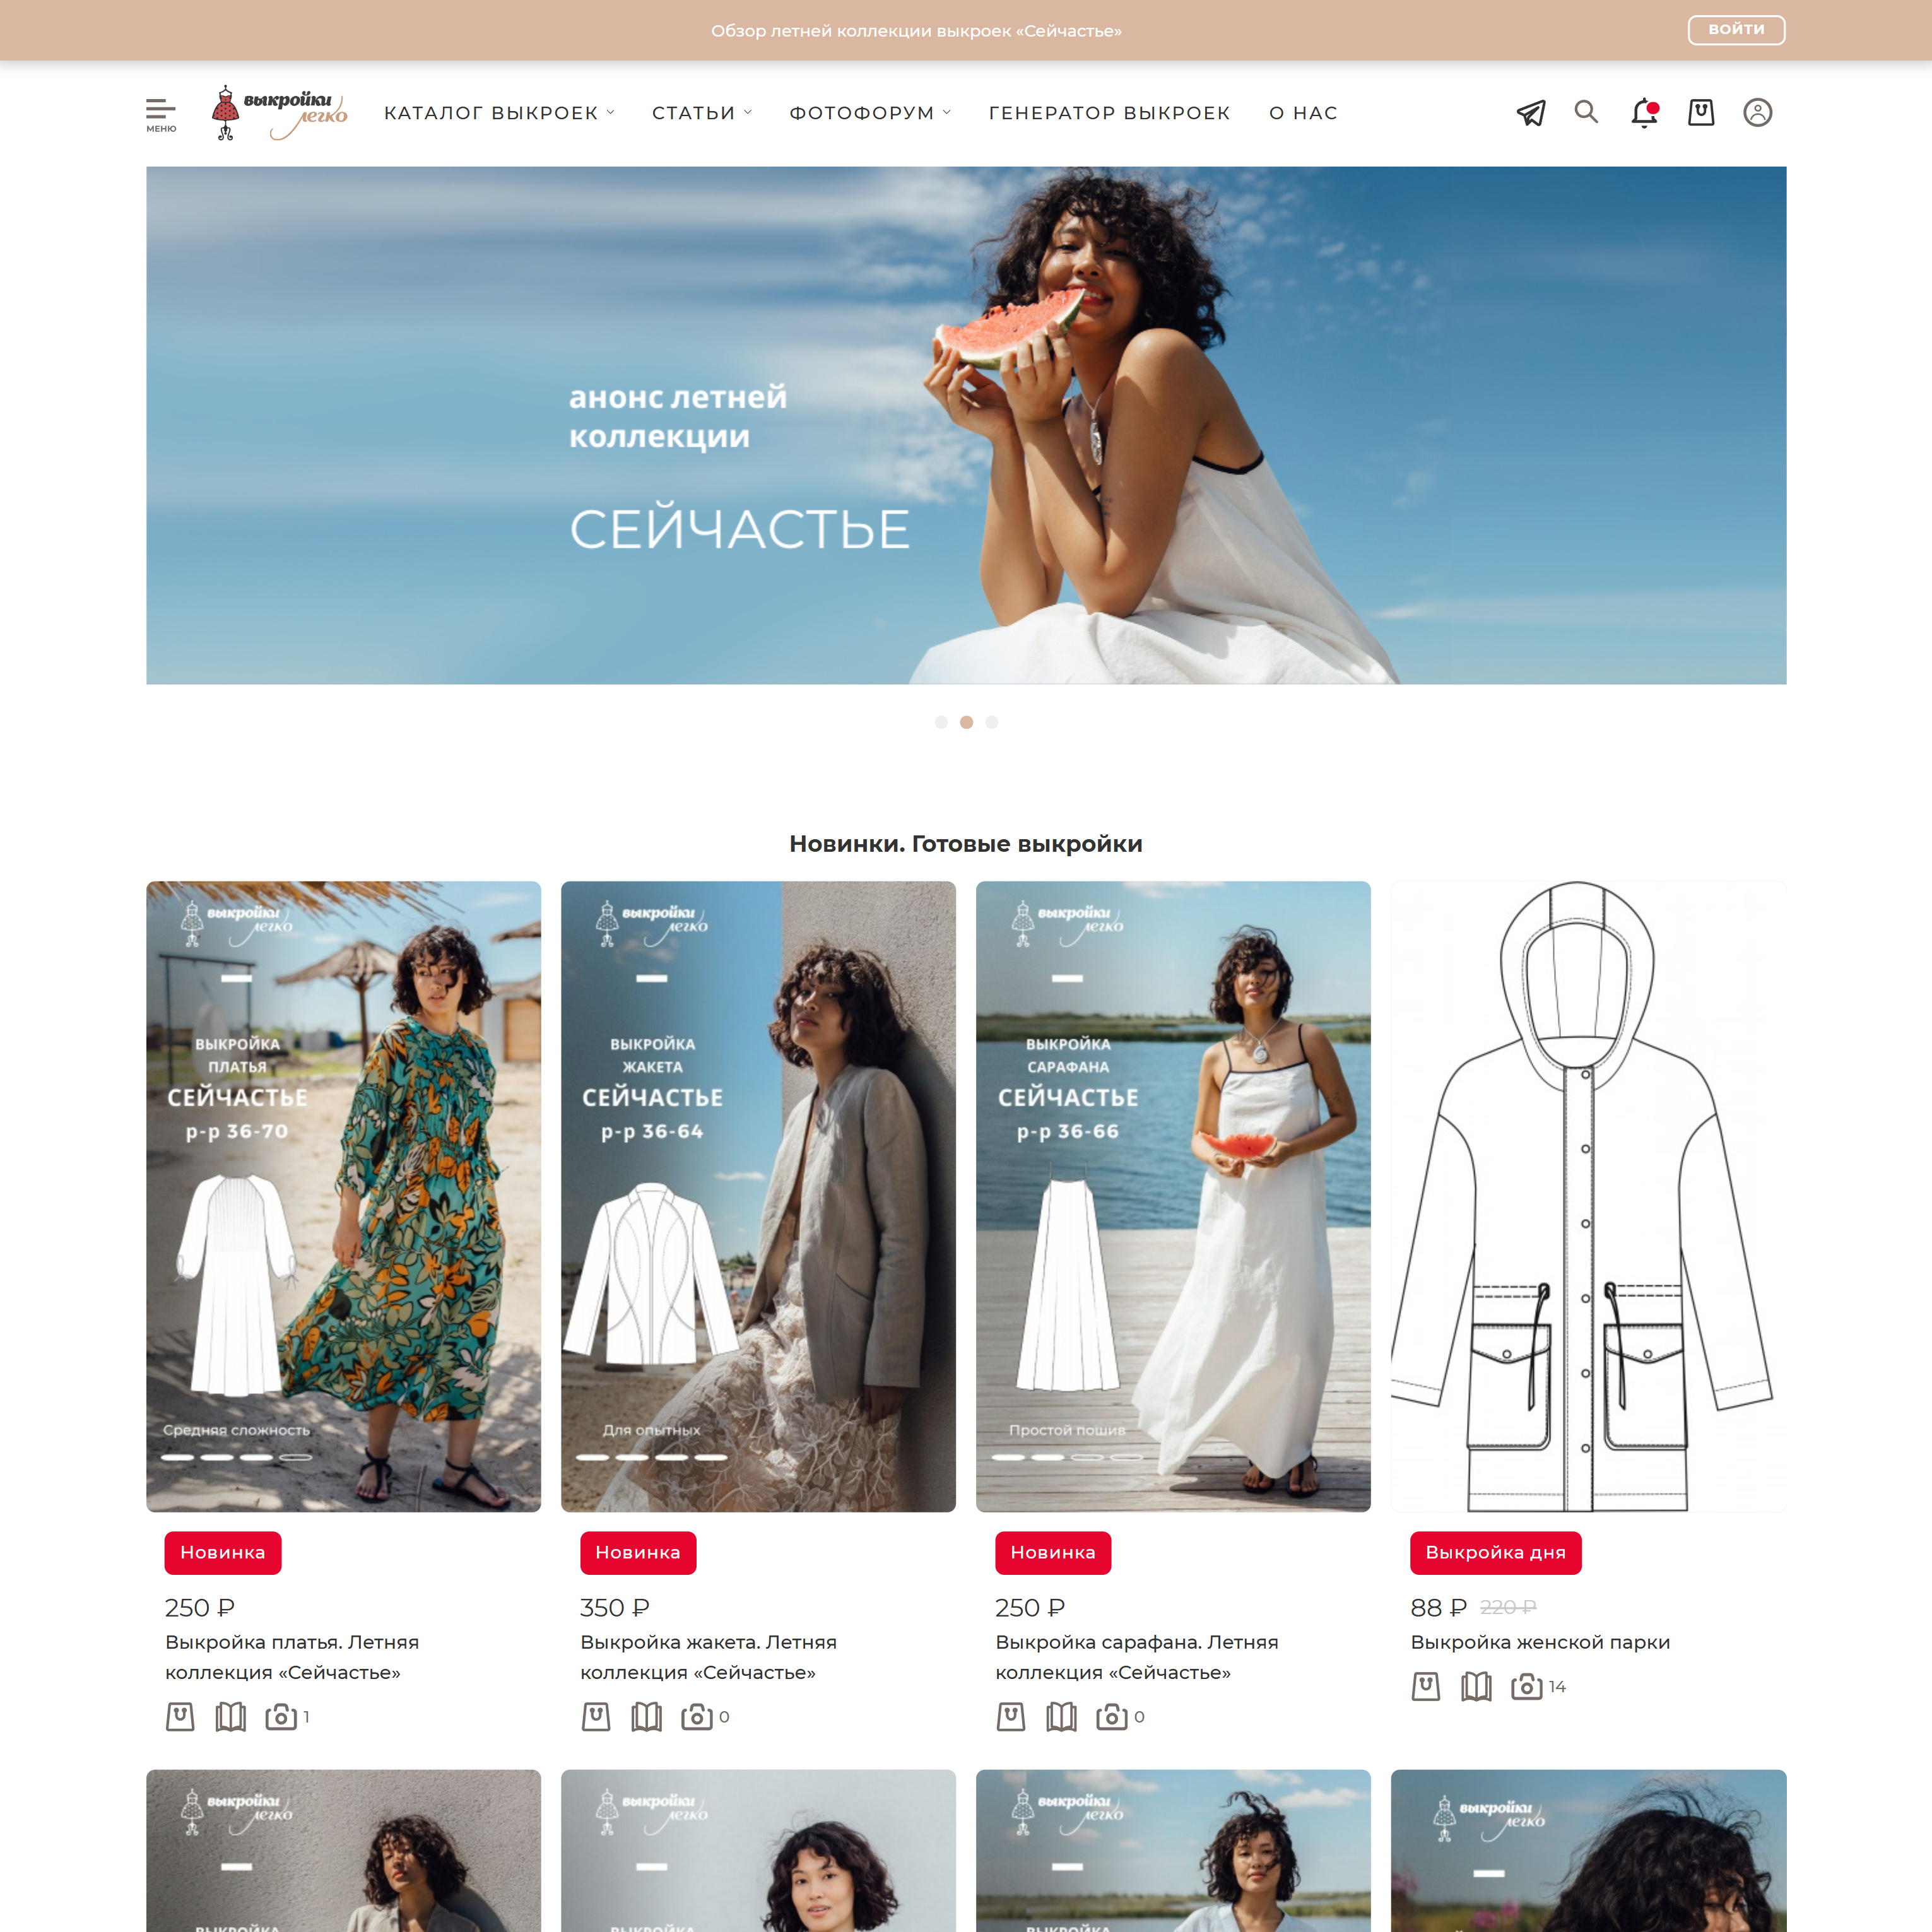 Обзор летней коллекции выкроек «Сейчастье»
ВОЙТИ
МЕНЮ
выкройки
легко
КАТАЛОГ ВЫКРОЕК
СТАТЬИ
ФОТОФОРУМ
ГЕНЕРАТОР ВЫКРОЕК
О НАС
анонс летней
коллекции
СЕЙЧАСТЬЕ
Новинки. Готовые выкройки
выкройки
легко
ВЫКРОЙКА
ПЛАТЬЯ
СЕЙЧАСТЬЕ
р-р 36-70
Средняя сложность
выкройки
легко
ВЫКРОЙКА
ЖАКЕТА
СЕЙЧАСТЬЕ
р-р 36-64
Для опытных
выкройки
легко
ВЫКРОЙКА
САРАФАНА
СЕЙЧАСТЬЕ
р-р 36-66
Простой пошив
Новинка
250 ₽
Выкройка платья. Летняя
коллекция «Сейчастье»
1
Новинка
350 ₽
Выкройка жакета. Летняя
коллекция «Сейчастье»
0
Новинка
250 ₽
Выкройка сарафана. Летняя
коллекция «Сейчастье»
0
Выкройка дня
88 ₽ 220 ₽
Выкройка женской парки
14
выкройки
легко
выкройки
легко
выкройки
легко
выкройки
легко